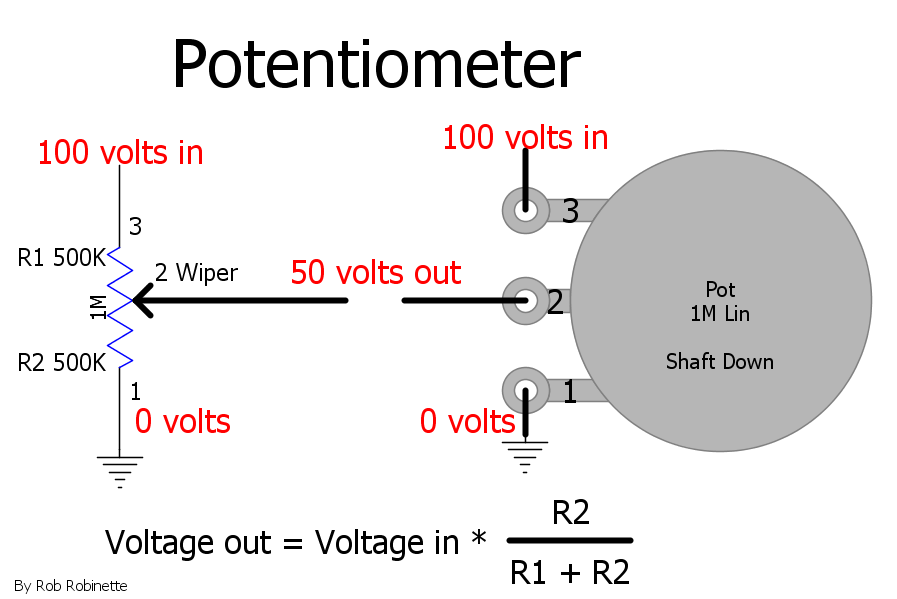 Potentiometer
100 volts in
100 volts in
3
3
R1 500K
2 Wiper
50 volts out
2
1M
Pot
1M Lin
Shaft Down
R2 500K
1
1
0 volts
0 volts
Voltage out = Voltage in * R2
R1 + R2
By Rob Robinette